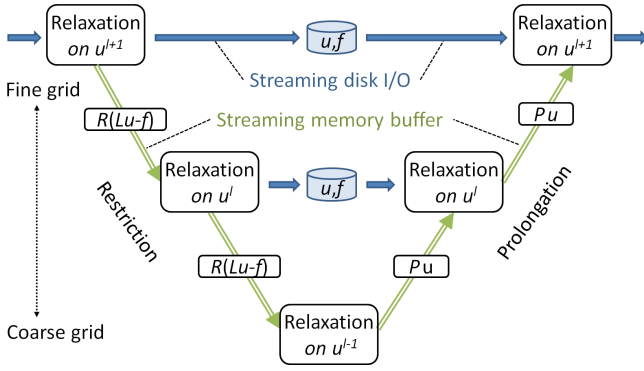 Relaxation
on u^{l+1}
u,f
Relaxation
on u^{l+1}
Streaming disk I/O
Fine grid
R(Lu-f)
Streaming memory buffer
Pu
Relaxation
on u^l
u,f
Relaxation
on u^l
Restriction
Prolongation
R(Lu-f)
Pu
Coarse grid
Relaxation
on u^{l-1}